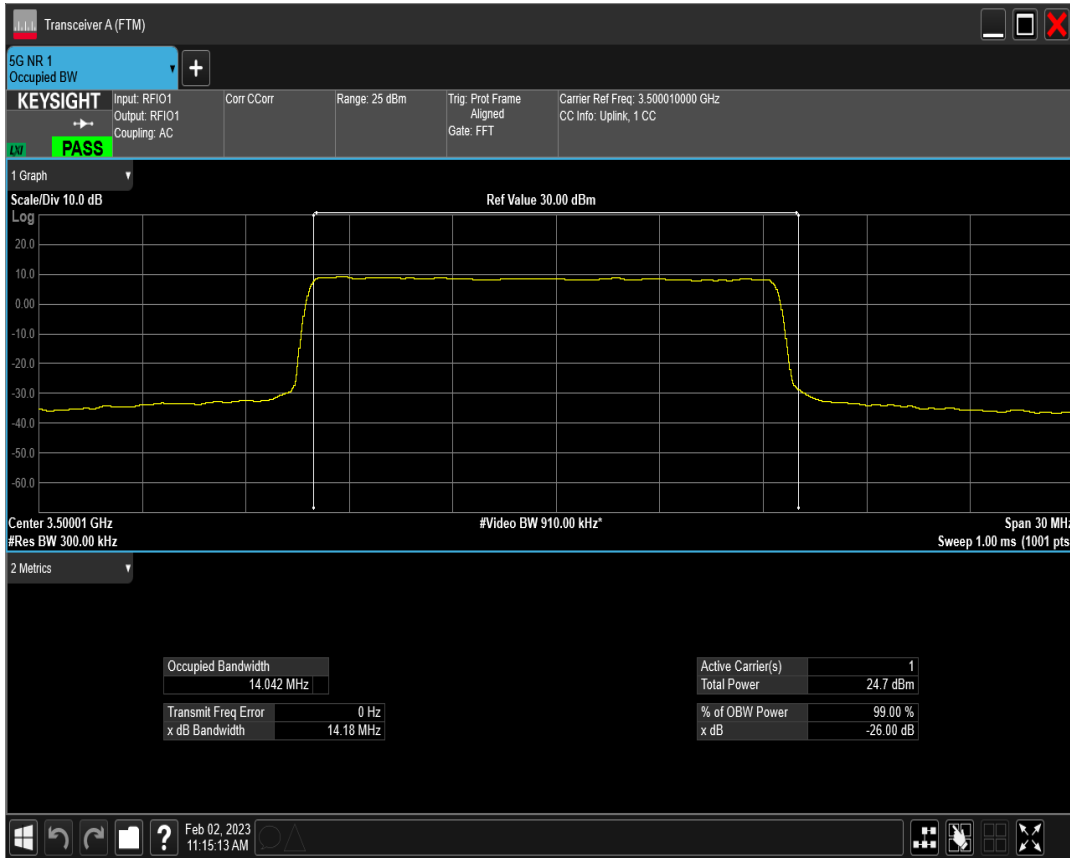 Transceiver A (FTM)
5G NR 1
Occupied BW
+
KEYSIGHT
Input: RFIO1
Output: RFIO1
Coupling: AC
Corr CCorr
Range: 25 dBm
Trig: Prot Frame
Aligned
Gate: FFT
Carrier Ref Freq: 3.500010000 GHz
CC Info: Uplink, 1 CC
LXI
PASS
1 Graph
Scale/Div 10.0 dB
Ref Value 30.00 dBm
Log
20.0
10.0
0.00
-10.0
-20.0
-30.0
-40.0
-50.0
-60.0
Center 3.50001 GHz
#Video BW 910.00 kHz*
Span 30 MHz
#Res BW 300.00 kHz
Sweep 1.00 ms (1001 pts
2 Metrics
Occupied Bandwidth
14.042 MHz
Transmit Freq Error 0 Hz
x dB Bandwidth 14.18 MHz
Active Carrier(s) 1
Total Power 24.7 dBm
% of OBW Power 99.00 %
x dB -26.00 dB
?
Feb 02, 2023
11:15:13 AM